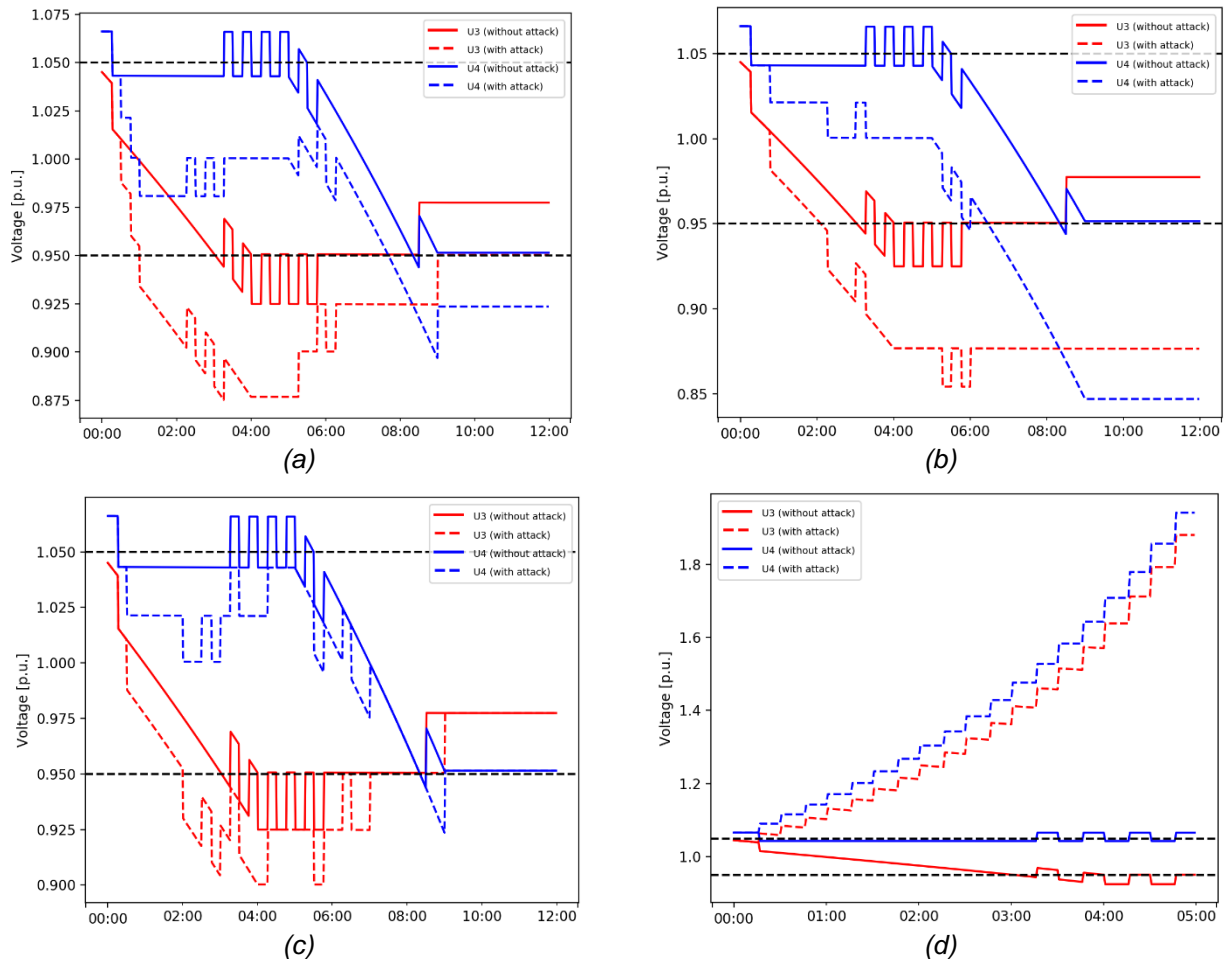 1.075
1.050
1.025
1.000
0.975
0.950
0.925
0.900
0.875
Voltage [p.u.]
U3 (without attack)
U3 (with attack)
U4 (without attack)
U4 (with attack)
00:00 02:00 04:00 06:00 08:00 10:00 12:00
(a)
1.05
1.00
0.95
0.90
0.85
Voltage [p.u.]
U3 (without attack)
U3 (with attack)
U4 (without attack)
U4 (with attack)
00:00 02:00 04:00 06:00 08:00 10:00 12:00
(b)
1.050
1.025
1.000
0.975
0.950
0.925
0.900
Voltage [p.u.]
U3 (without attack)
U3 (with attack)
U4 (without attack)
U4 (with attack)
00:00 02:00 04:00 06:00 08:00 10:00 12:00
(c)
1.8
1.6
1.4
1.2
1.0
Voltage [p.u.]
U3 (without attack)
U3 (with attack)
U4 (without attack)
U4 (with attack)
00:00 01:00 02:00 03:00 04:00 05:00
(d)